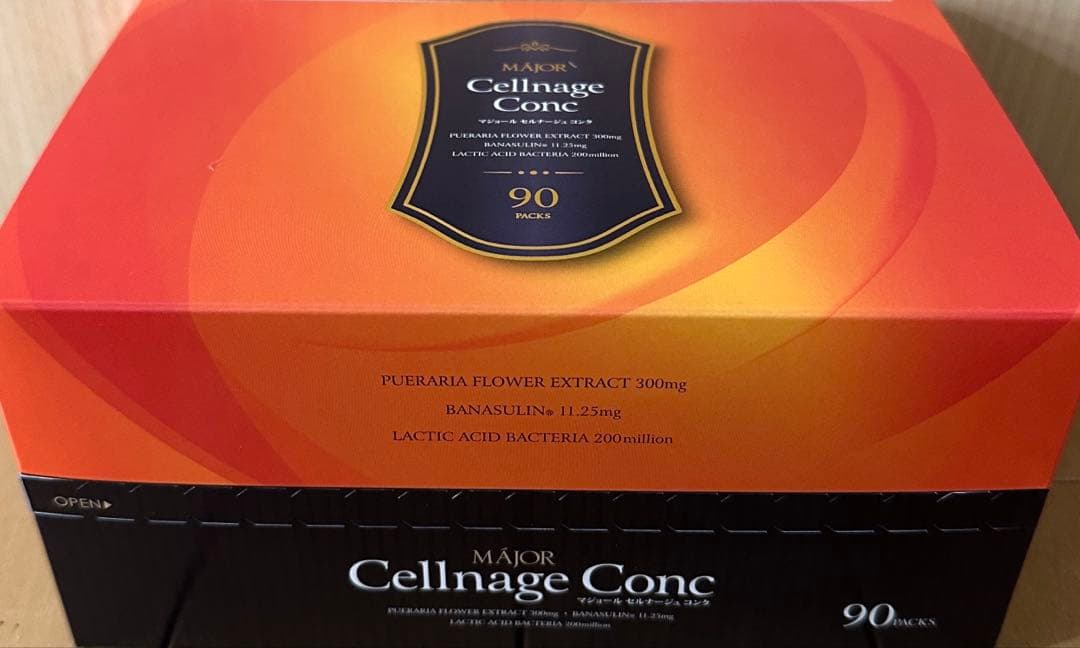 MÁJOR
Cellnage
Conc
マジョール セルナージュ コンク
PUERARIA FLOWER EXTRACT 300mg
BANASULIN® 11.25mg
LACTIC ACID BACTERIA 200million
90
PACKS
PUERARIA FLOWER EXTRACT 300mg
BANASULIN® 11.25mg
LACTIC ACID BACTERIA 200million
OPEN▶
MÁJOR
Cellnage Conc
マジョール セルナージュ コンク
PUERARIA FLOWER EXTRACT 300mg • BANASULIN® 11.25mg
LACTIC ACID BACTERIA 200million
90PACKS